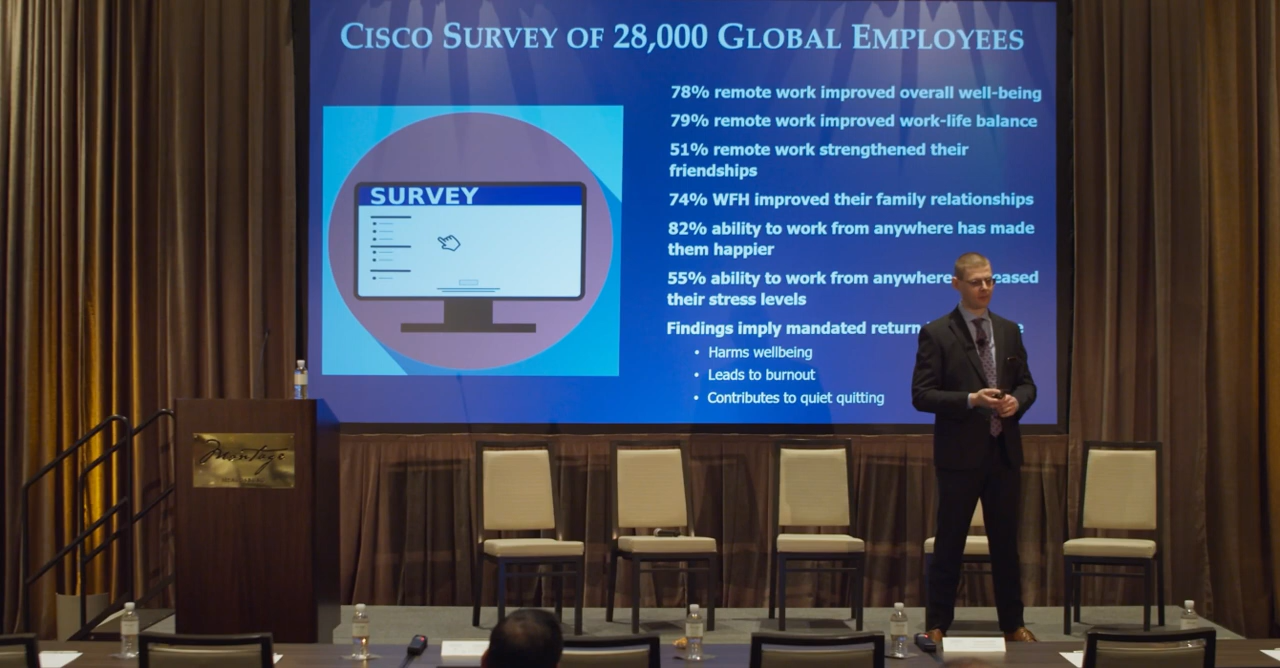 CISCO SURVEY OF 28,000 GLOBAL EMPLOYEES
78% remote work improved overall well-being
79% remote work improved work-life balance
51% remote work strengthened their
friendships
74% WFH improved their family relationships
82% ability to work from anywhere has made
them happier
55% ability to work from anywhere
their stress levels
Findings imply mandated return
• Harms wellbeing
• Leads to burnout
• Contributes to quiet quitting
SURVEY
Montage